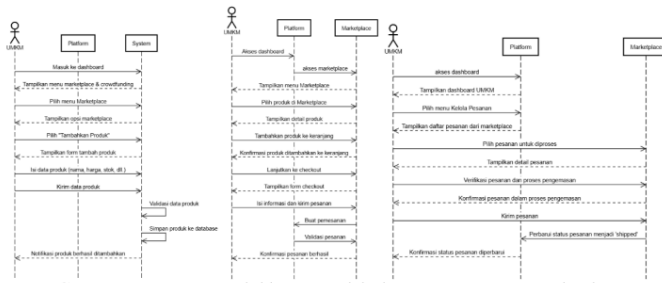 UMKM
Platform
System
Masuk ke dashboard
Tampilkan menu marketplace & crowdfunding
Pilih menu Marketplace
Tampilkan opsi marketplace
Pilih "Tambahkan Produk"
Tampilkan form tambah produk
Isi data produk (nama, harga, stok, dll.)
Kirim data produk
Validasi data produk
Simpan produk ke database
Notifikasi produk berhasil ditambahkan
UMKM
Platform
Marketplace
Akses dashboard
akses marketplace
Tampilkan menu Marketplace
Pilih produk di Marketplace
Tampilkan detail produk
Tambahkan produk ke keranjang
Konfirmasi produk ditambahkan ke keranjang
Lanjutkan ke checkout
Tampilkan form checkout
Isi informasi dan kirim pesanan
Buat pemesanan
Validasi pesanan
Konfirmasi pesanan berhasil
UMKM
Platform
Marketplace
akses dashboard
Tampilkan dashboard UMKM
Pilih menu Kelola Pesanan
Tampilkan daftar pesanan dari marketplace
Pilih pesanan untuk diproses
Tampilkan detail pesanan
Verifikasi pesanan dan proses pengemasan
Konfirmasi pesanan dalam proses pengemasan
Kirim pesanan
Perbarui status pesanan menjadi 'shipped'
Konfirmasi status pesanan diperbarui